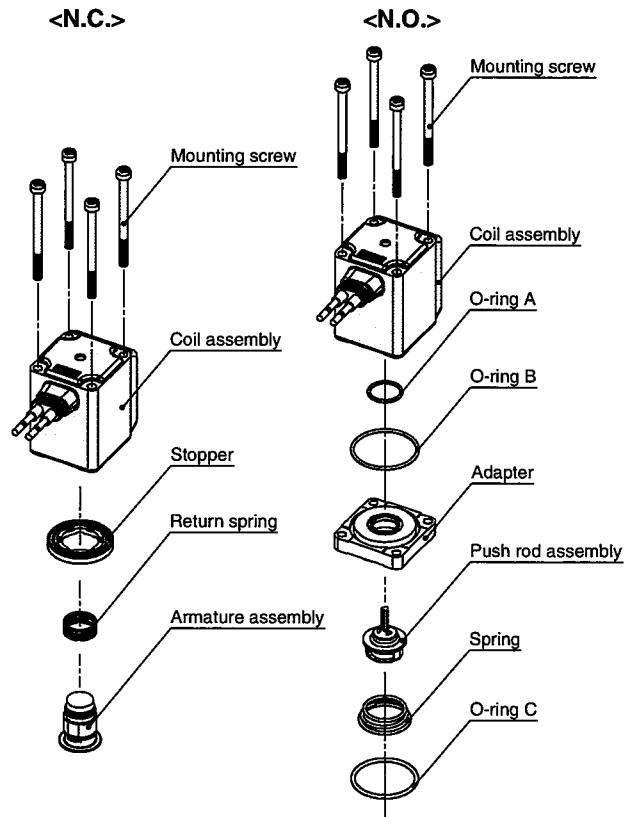 <N.C.>
Mounting screw
Coil assembly
Stopper
Return spring
Armature assembly
<N.O.>
Mounting screw
Coil assembly
O-ring A
O-ring B
Adapter
Push rod assembly
Spring
O-ring C